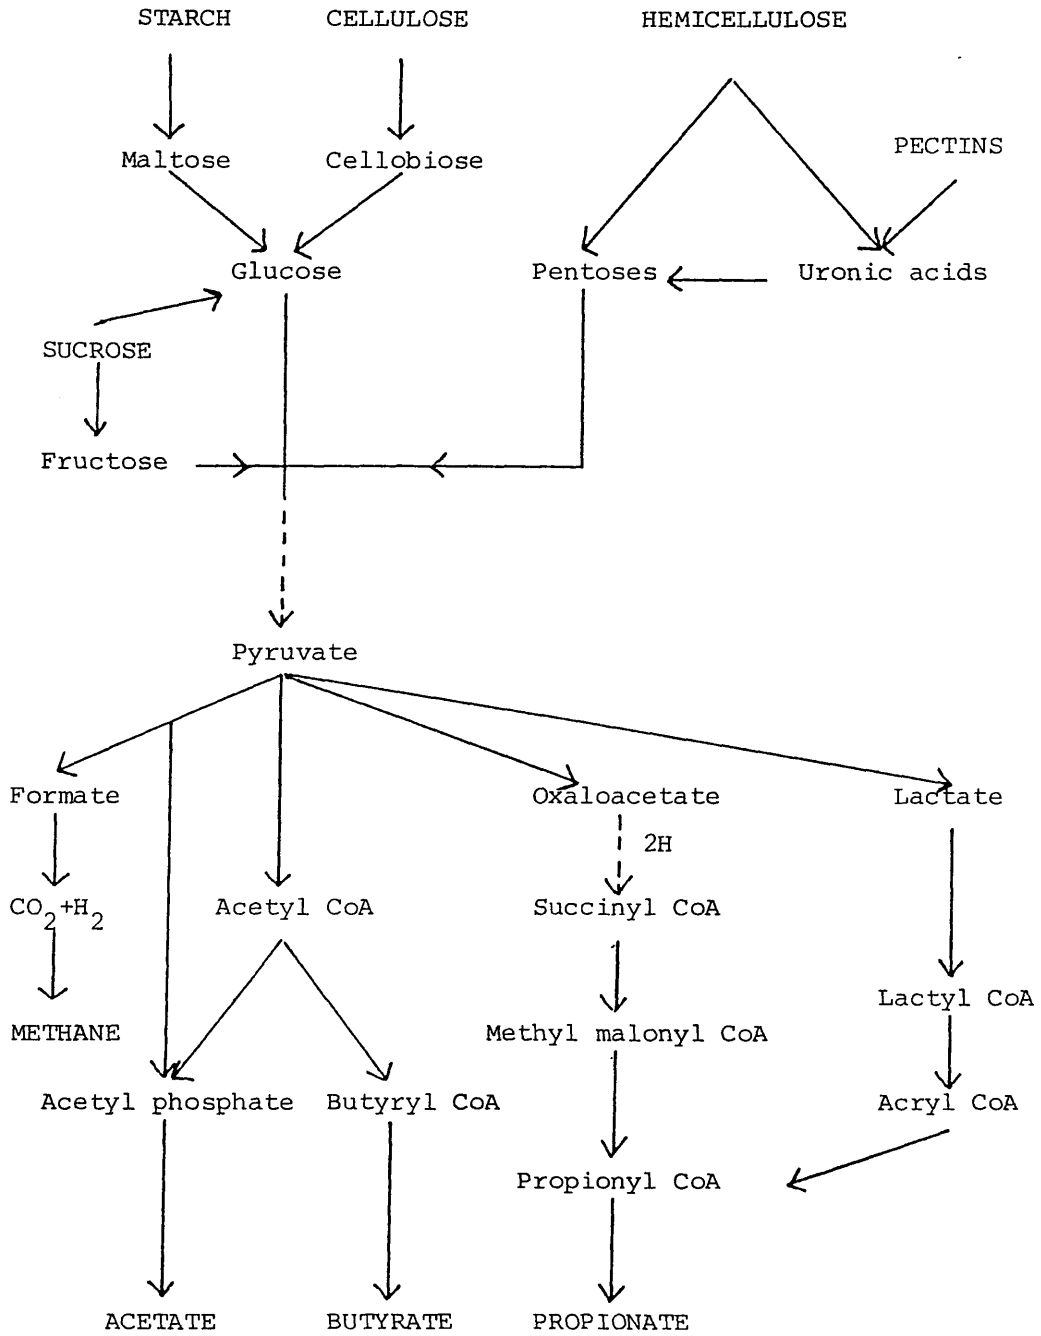 STARCH CELLULOSE HEMICELLULOSE
PECTINS
Maltose Cellobiose
Glucose Pentoses Uronic acids
SUCROSE
Fructose
Pyruvate
Formate Oxaloacetate Lactate
2H
CO2+H2 Acetyl CoA Succinyl CoA
Lactyl CoA
METHANE Methyl malonyl CoA
Acetyl phosphate Butyryl CoA Acryl CoA
Propionyl CoA
ACETATE BUTYRATE PROPIONATE